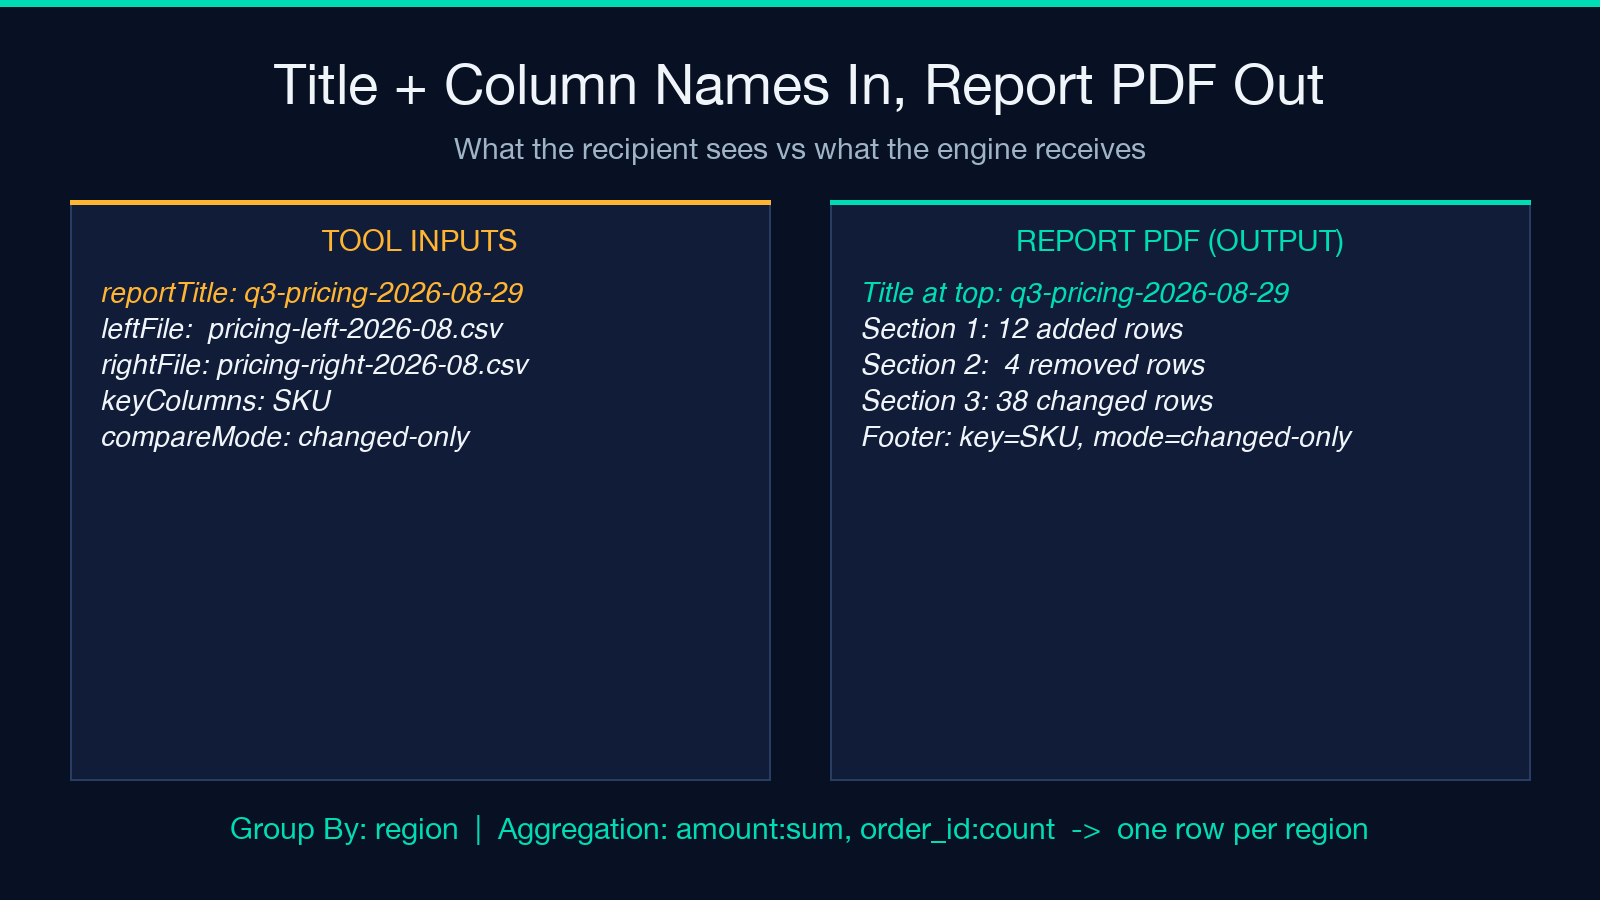 Title + Column Names In, Report PDF Out
What the recipient sees vs what the engine receives
TOOL INPUTS
reportTitle: q3-pricing-2026-08-29
leftFile:  pricing-left-2026-08.csv
rightFile: pricing-right-2026-08.csv
keyColumns: SKU
compareMode: changed-only
REPORT PDF (OUTPUT)
Title at top: q3-pricing-2026-08-29
Section 1: 12 added rows
Section 2:  4 removed rows
Section 3: 38 changed rows
Footer: key=SKU, mode=changed-only
Group By: region  |  Aggregation: amount:sum, order_id:count  ->  one row per region